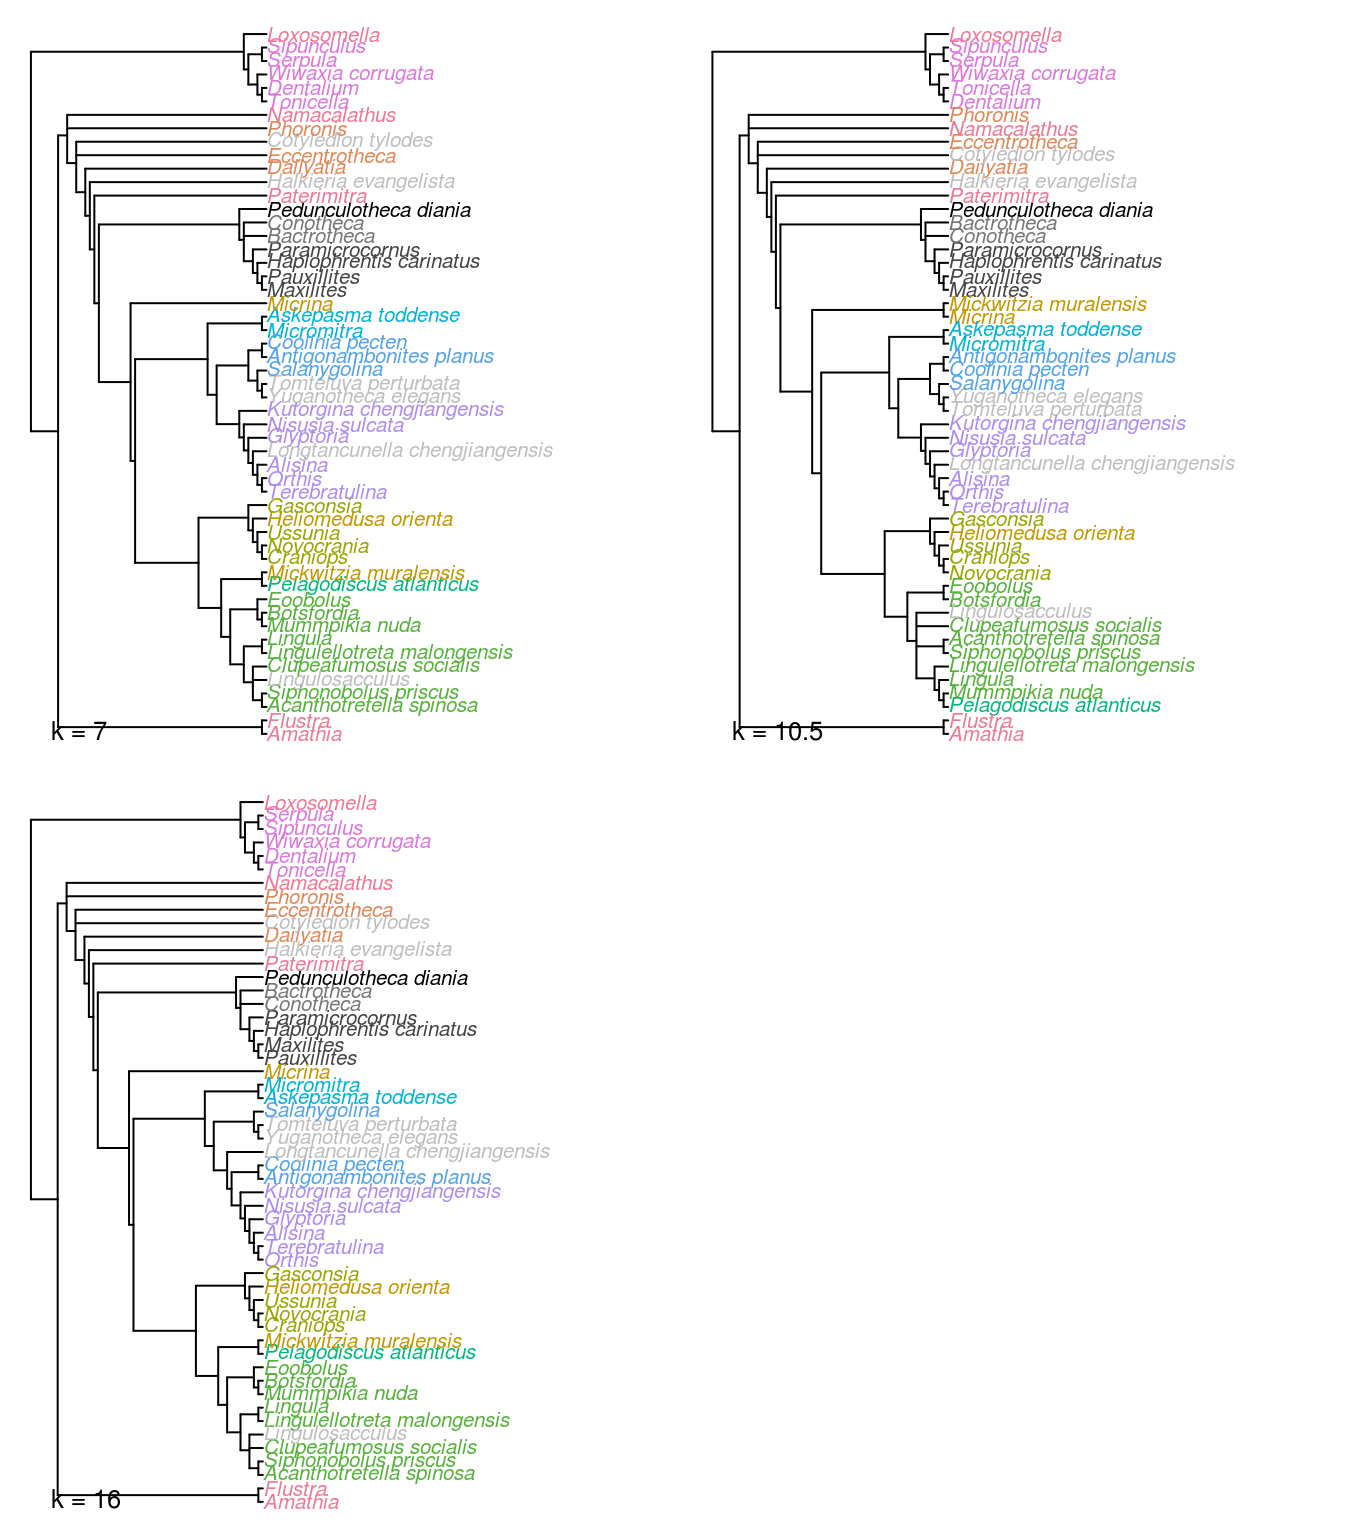 Loxosomella
Sipunculus
Serpula
Wiwaxia corrugata
Dentalium
Tonicella
Namacalathus
Phoronis
Cotyledion tylodes
Eccentrotheca
Dailyatia
Halkieria evangelista
Paterimitra
Pedunculotheca diania
Conotheca
Bactrotheca
Paramicrocornus
Haplophrentis carinatus
Pauxillites
Maxilites
Micrina
Askepasma toddense
Micromitra
Coolinia pecten
Antigonambonites planus
Salanygolina
Tomteluva perturbata
Yuganotheca elegans
Kutorgina chengjiangensis
Nisusia sulcata
Glyptoria
Longtancunella chengjiangensis
Alisina
Orthis
Terebratulina
Gasconsia
Heliomedusa orienta
Ussunia
Novocrania
Craniops
Mickwitzia muralensis
Pelagodiscus atlanticus
Eoobolus
Botsfordia
Mummpikia nuda
Lingula
Lingulellotreta malongensis
Clupeafumosus socialis
Lingulosacculus
Siphonobolus priscus
Acanthotretella spinosa
Flustra
Amathia
k = 7
Loxosomella
Sipunculus
Serpula
Wiwaxia corrugata
Tonicella
Dentalium
Phoronis
Namacalathus
Eccentrotheca
Cotyledion tylodes
Dailyatia
Halkieria evangelista
Paterimitra
Pedunculotheca diania
Bactrotheca
Conotheca
Paramicrocornus
Haplophrentis carinatus
Pauxillites
Maxilites
Mickwitzia muralensis
Micrina
Askepasma toddense
Micromitra
Antigonambonites planus
Coolinia pecten
Salanygolina
Yuganotheca elegans
Tomteluva perturbata
Kutorgina chengjiangensis
Nisusia sulcata
Glyptoria
Longtancunella chengjiangensis
Alisina
Orthis
Terebratulina
Gasconsia
Heliomedusa orienta
Ussunia
Craniops
Novocrania
Eoobolus
Botsfordia
Lingulosacculus
Clupeafumosus socialis
Acanthotretella spinosa
Siphonobolus priscus
Lingulellotreta malongensis
Lingula
Mummpikia nuda
Pelagodiscus atlanticus
Flustra
Amathia
k = 10.5
Loxosomella
Serpula
Sipunculus
Wiwaxia corrugata
Dentalium
Tonicella
Namacalathus
Phoronis
Eccentrotheca
Cotyledion tylodes
Dailyatia
Halkieria evangelista
Paterimitra
Pedunculotheca diania
Bactrotheca
Conotheca
Paramicrocornus
Haplophrentis carinatus
Maxilites
Pauxillites
Micrina
Micromitra
Askepasma toddense
Salanygolina
Tomteluva perturbata
Yuganotheca elegans
Longtancunella chengjiangensis
Coolinia pecten
Antigonambonites planus
Kutorgina chengjiangensis
Nisusia sulcata
Glyptoria
Alisina
Terebratulina
Orthis
Gasconsia
Heliomedusa orienta
Ussunia
Novocrania
Craniops
Mickwitzia muralensis
Pelagodiscus atlanticus
Eoobolus
Botsfordia
Mummpikia nuda
Lingula
Lingulellotreta malongensis
Lingulosacculus
Clupeafumosus socialis
Siphonobolus priscus
Acanthotretella spinosa
Flustra
Amathia
k = 16